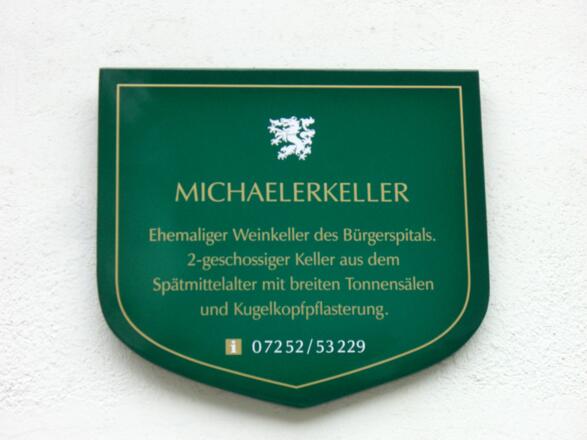 MICHAELERKELLER
Ehemaliger Weinkeller des Bürgerspitals.
2-geschossiger Keller aus dem
Spätmittelalter mit breiten Tonnensälen
und Kugelkopfpflasterung.
i 07252/53229